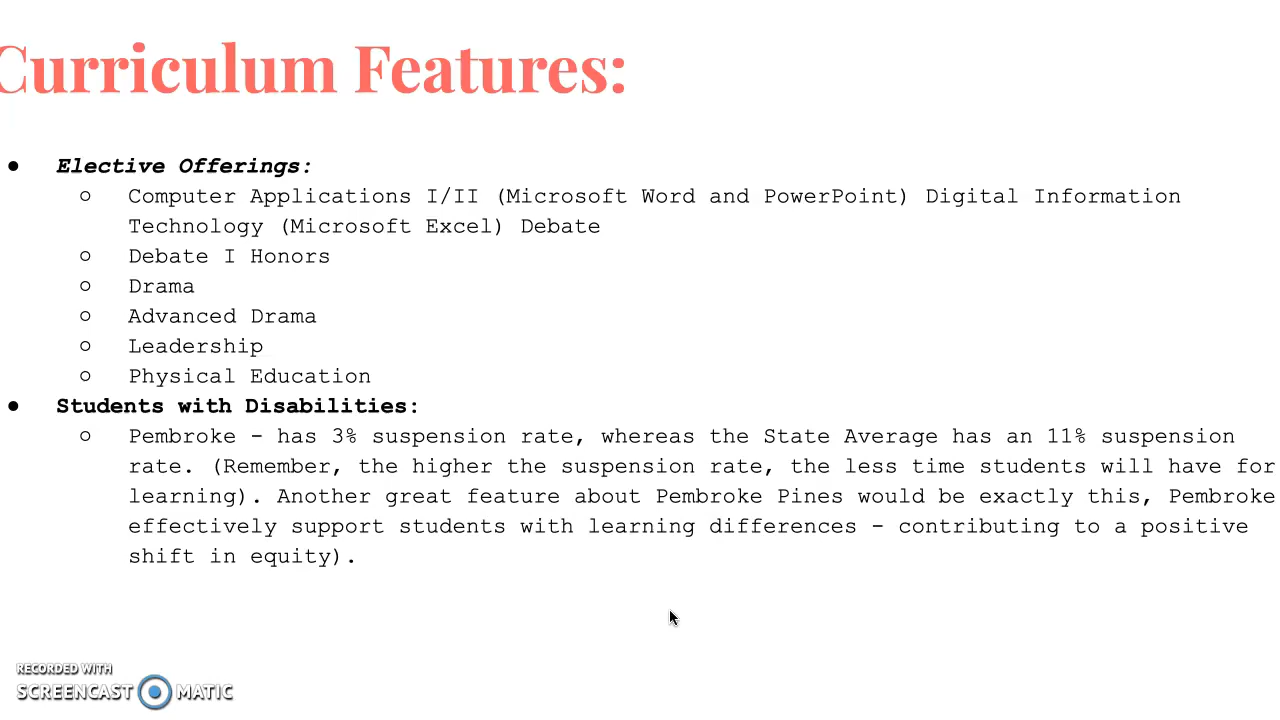 Curriculum Features:
● Elective Offerings:
○ Computer Applications I/II (Microsoft Word and PowerPoint) Digital Information
Technology (Microsoft Excel) Debate
○ Debate I Honors
○ Drama
○ Advanced Drama
○ Leadership
○ Physical Education
● Students with Disabilities:
○ Pembroke - has 3% suspension rate, whereas the State Average has an 11% suspension
rate. (Remember, the higher the suspension rate, the less time students will have for
learning). Another great feature about Pembroke Pines would be exactly this, Pembroke
effectively support students with learning differences - contributing to a positive
shift in equity).
RECORDED WITH
SCREENCAST MATIC